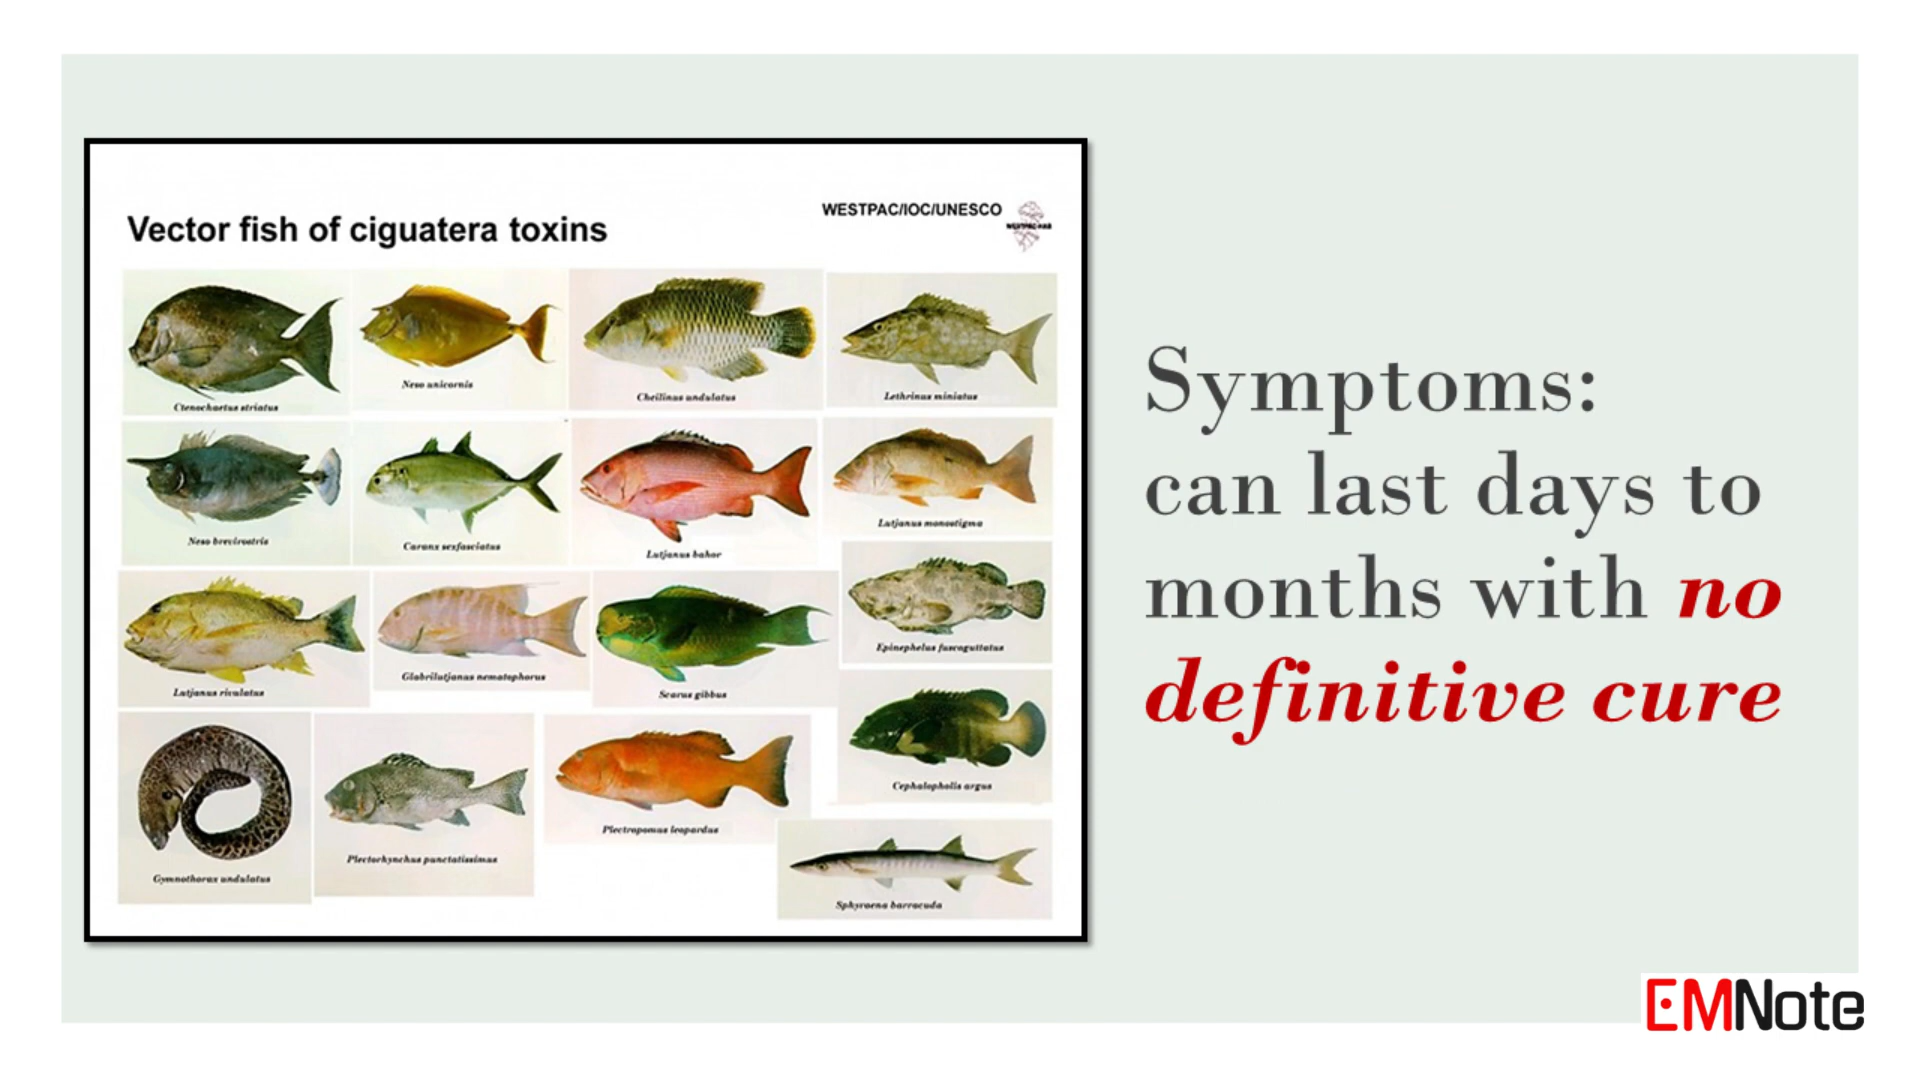 Vector fish of ciguatera toxins
WESTPAC/IOC/UNESCO
WESTPAC-HAB
Ctenochaetus striatus
Naso unicornis
Cheilinus undulatus
Lethrinus miniatus
Naso brevirostris
Caranx sexfasciatus
Lutjanus bohar
Lutjanus monostigma
Lutjanus rivulatus
Glabrilutjanus nematophorus
Scarus gibbus
Epinephelus fuscoguttatus
Cephalopholis argus
Gymnothorax undulatus
Plectorhynchus punctatissimus
Plectropomus leopardus
Sphyraena barracuda
Symptoms:
can last days to
months with no
definitive cure
EMNote